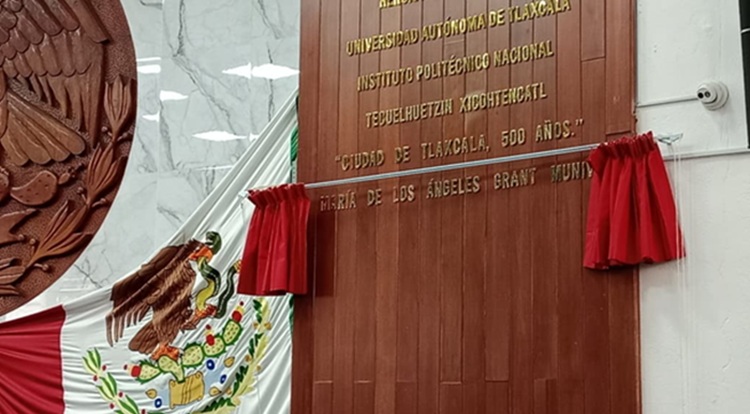 UNIVERSIDAD AUTÓNOMA DE TLAXCALA
INSTITUTO POLITÉCNICO NACIONAL
TECUELHUETZIN XICOHTENCATL
"CIUDAD DE TLAXCALA, 500 AÑOS."
MARÍA DE LOS ÁNGELES GRANT